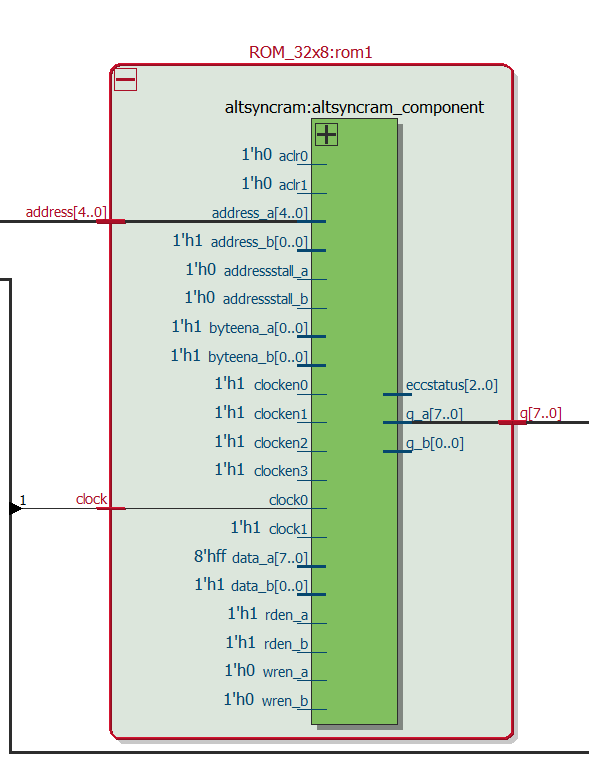 ROM_32x8:rom1
altsyncram:altsyncram_component
1'h0 aclr0
1'h0 aclr1
address[4..0] address_a[4..0]
1'h1 address_b[0..0]
1'h0 addressstall_a
1'h0 addressstall_b
1'h1 byteena_a[0..0]
1'h1 byteena_b[0..0]
1'h1 clocken0 eccstatus[2..0]
1'h1 clocken1 q_a[7..0] q[7..0]
1'h1 clocken2 q_b[0..0]
1'h1 clocken3
1 clock clock0
1'h1 clock1
8'hff data_a[7..0]
1'h1 data_b[0..0]
1'h1 rden_a
1'h1 rden_b
1'h0 wren_a
1'h0 wren_b